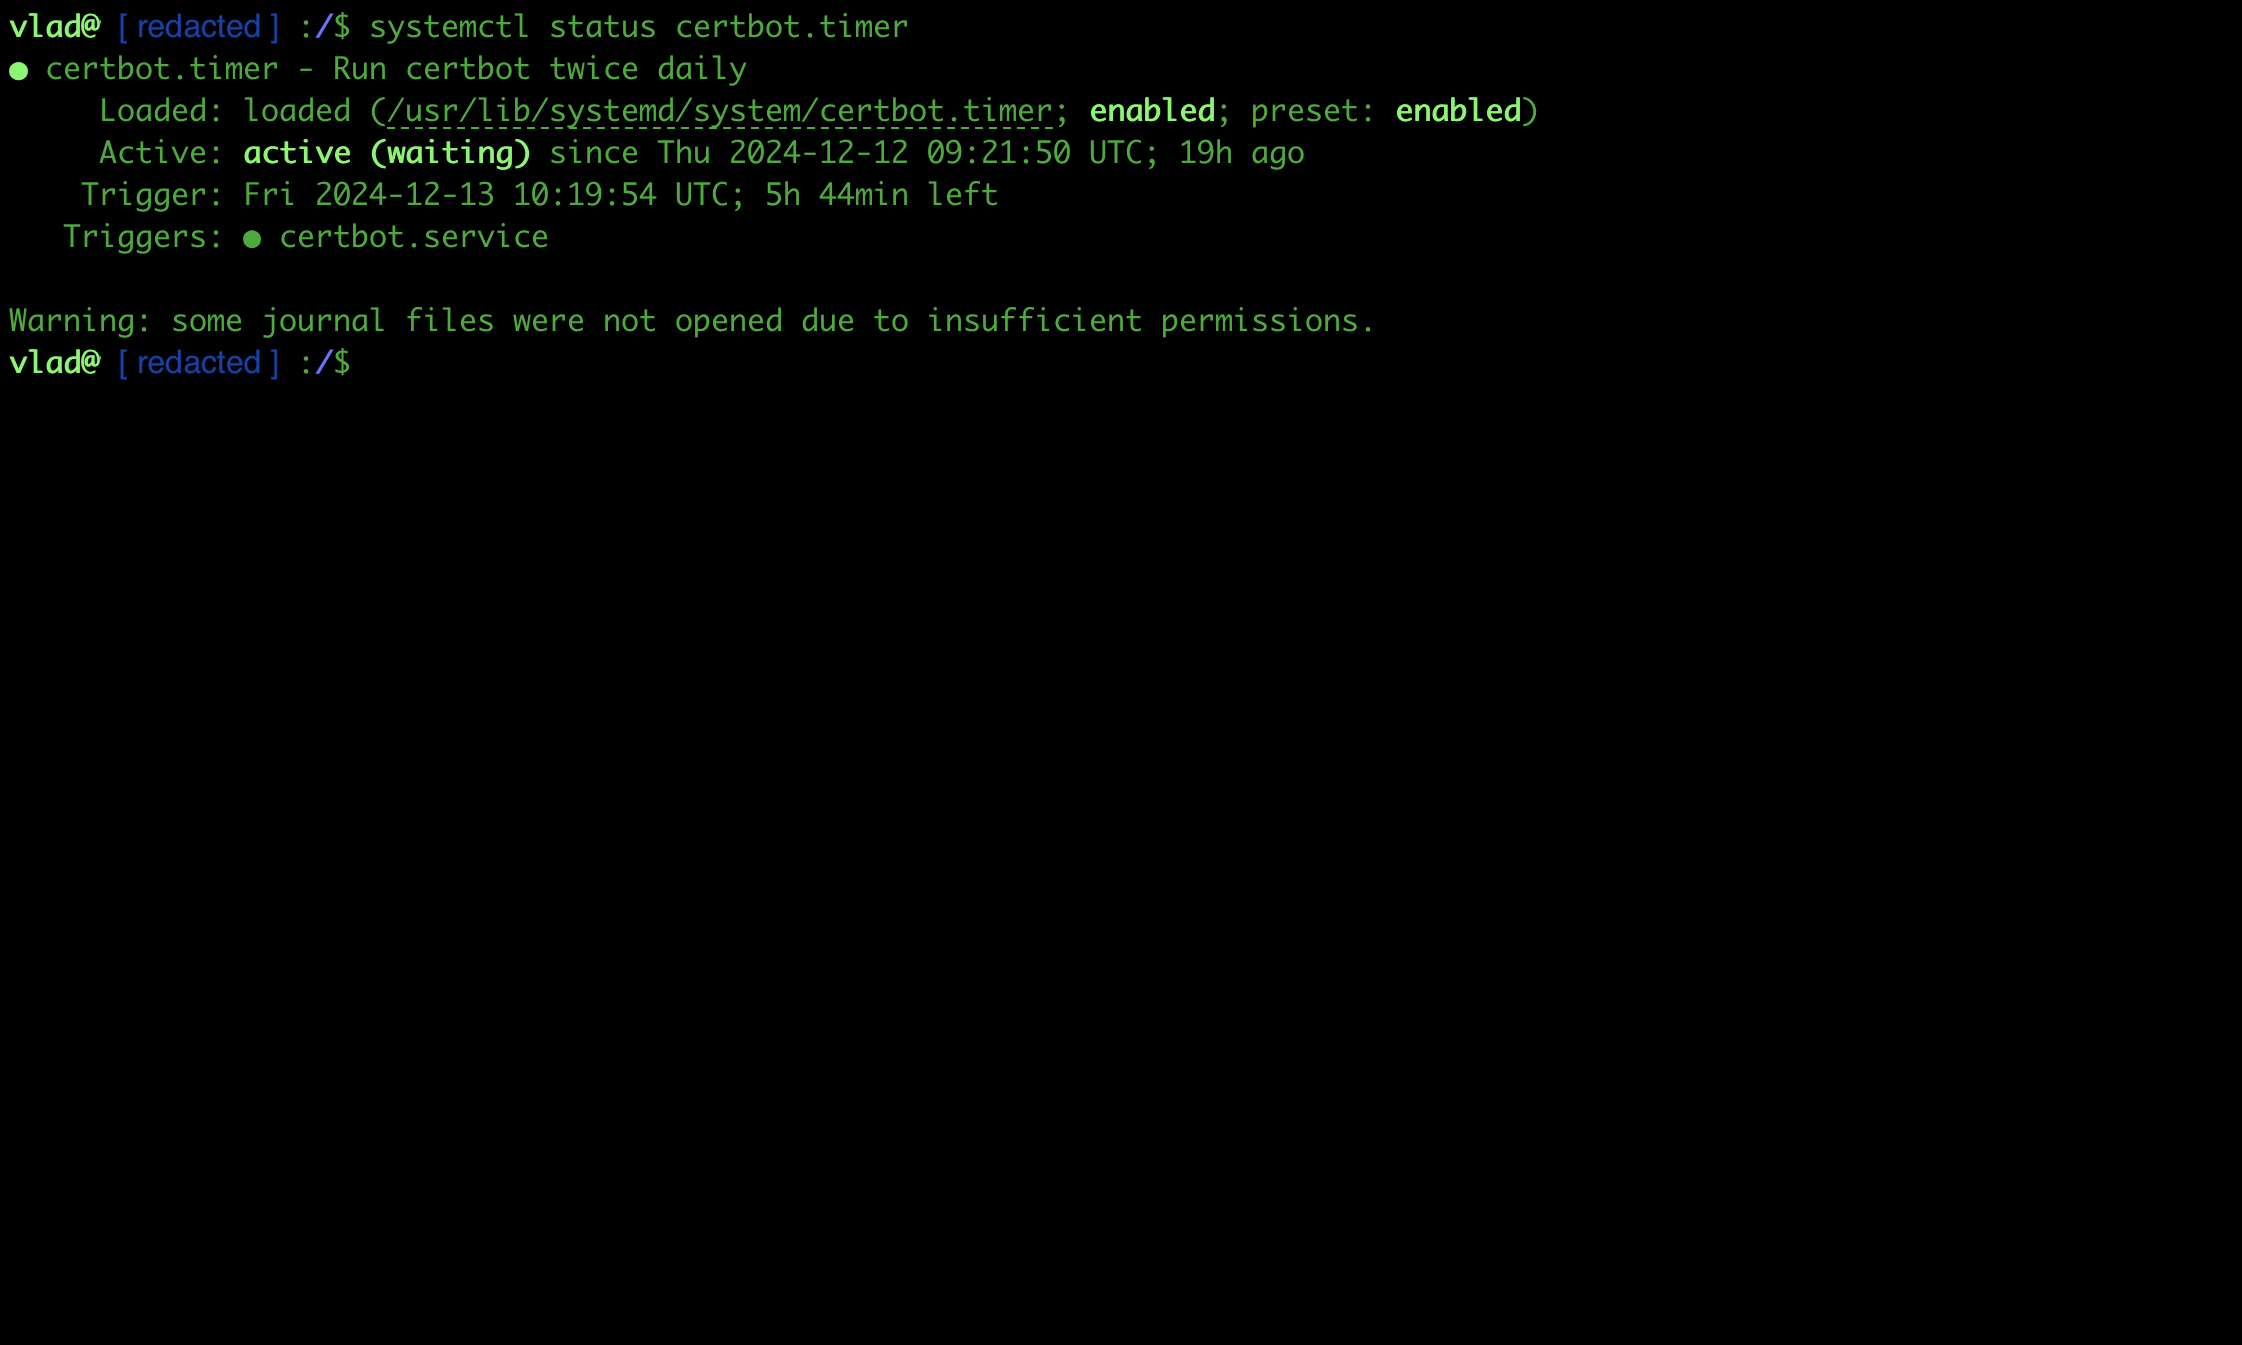 vlad@ [redacted] :/$ systemctl status certbot.timer
● certbot.timer - Run certbot twice daily
Loaded: loaded (/usr/lib/systemd/system/certbot.timer; enabled; preset: enabled)
Active: active (waiting) since Thu 2024-12-12 09:21:50 UTC; 19h ago
Trigger: Fri 2024-12-13 10:19:54 UTC; 5h 44min left
Triggers: ● certbot.service
Warning: some journal files were not opened due to insufficient permissions.
vlad@ [redacted] :/$